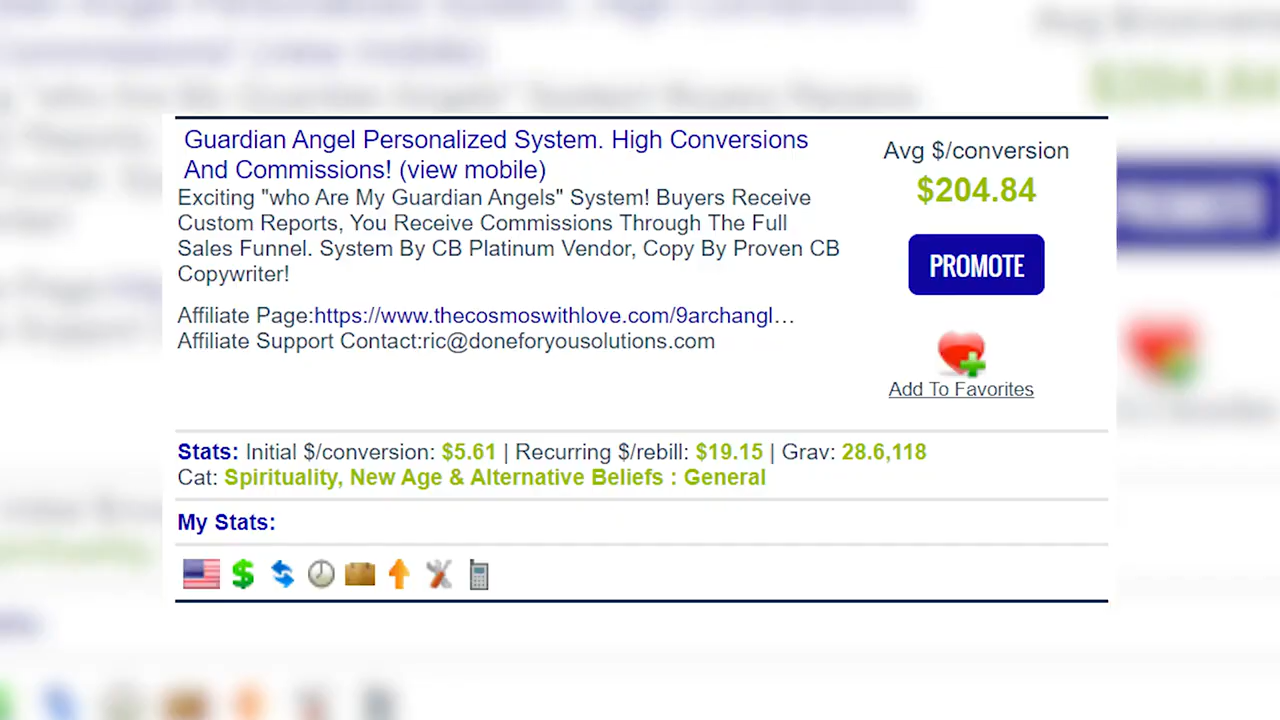 Guardian Angel Personalized System. High Conversions
And Commissions! (view mobile)
Exciting "who Are My Guardian Angels" System! Buyers Receive
Custom Reports, You Receive Commissions Through The Full
Sales Funnel. System By CB Platinum Vendor, Copy By Proven CB
Copywriter!
Affiliate Page:https://www.thecosmoswithlove.com/9archangl...
Affiliate Support Contact:ric@doneforyousolutions.com
Avg $/conversion
$204.84
PROMOTE
Add To Favorites
Stats: Initial $/conversion: $5.61 | Recurring $/rebill: $19.15 | Grav: 28.6,118
Cat: Spirituality, New Age & Alternative Beliefs : General
My Stats: